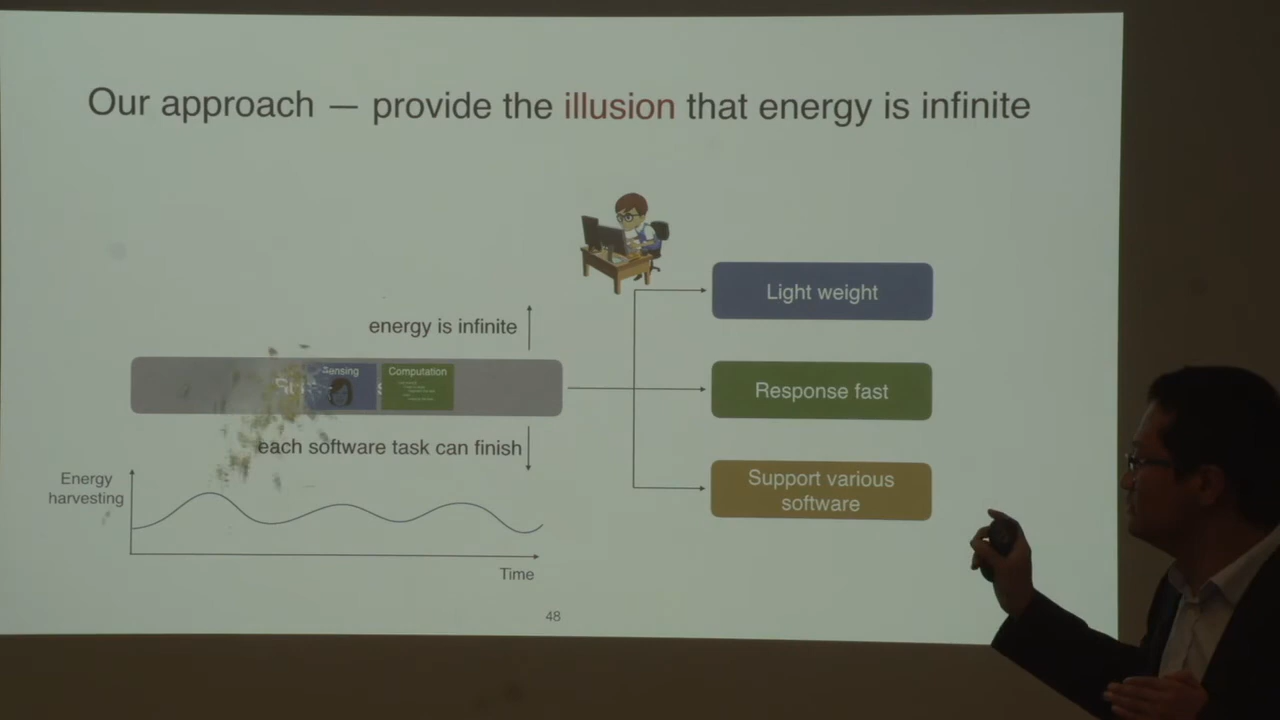 Our approach — provide the illusion that energy is infinite
Light weight
energy is infinite
Sensing
Computation
Response fast
each software task can finish
Energy
harvesting
Support various
software
Time
48